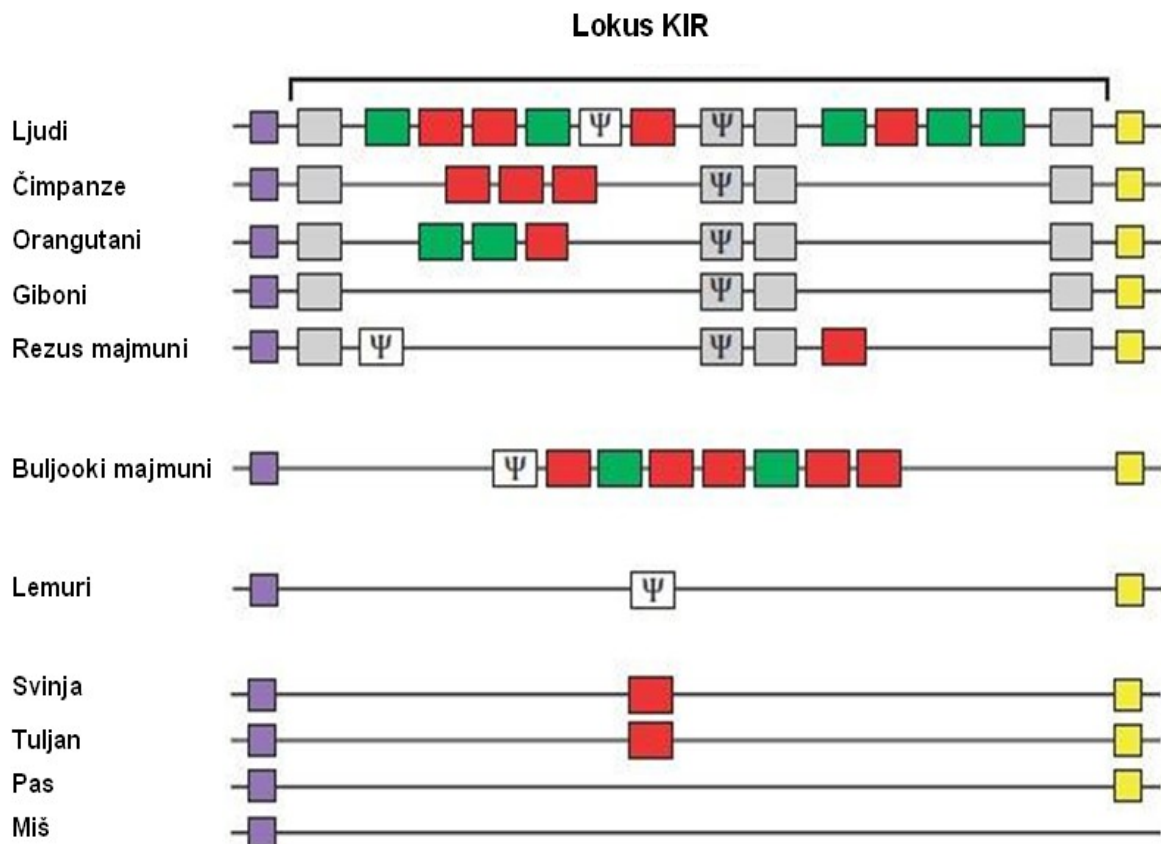 Lokus KIR
Ljudi Ψ Ψ
Čimpanze Ψ
Orangutani Ψ
Giboni Ψ
Rezus majmuni Ψ Ψ
Buljooki majmuni Ψ
Lemuri Ψ
Svinja
Tuljan
Pas
Miš